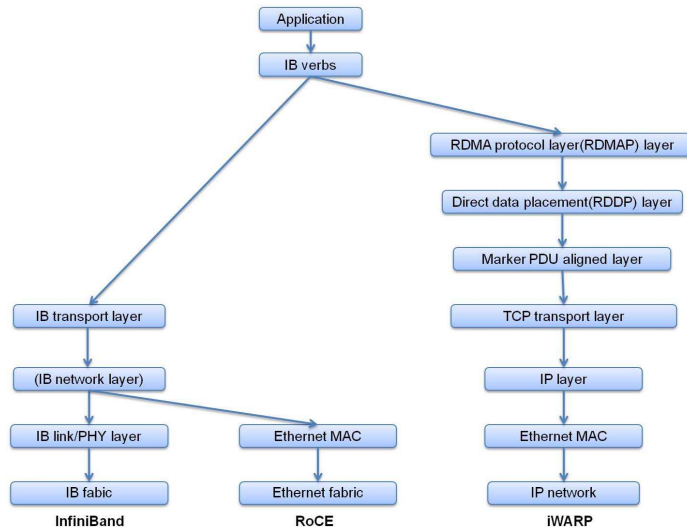 Application
IB verbs
RDMA protocol layer(RDMAP) layer
Direct data placement(RDDP) layer
Marker PDU aligned layer
IB transport layer
TCP transport layer
(IB network layer)
IP layer
IB link/PHY layer
Ethernet MAC
Ethernet MAC
IB fabic
Ethernet fabric
IP network
InfiniBand
RoCE
iWARP